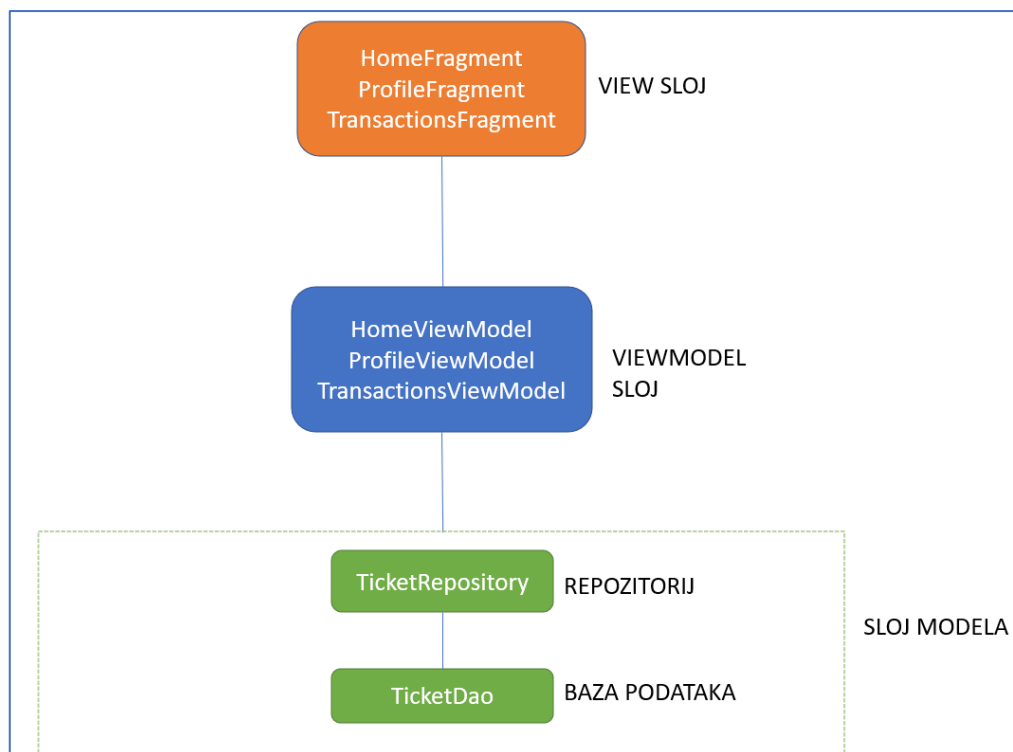 HomeFragment
ProfileFragment
TransactionsFragment
VIEW SLOJ
HomeViewModel
ProfileViewModel
TransactionsViewModel
VIEWMODEL
SLOJ
TicketRepository
REPOZITORIJ
SLOJ MODELA
TicketDao
BAZA PODATAKA